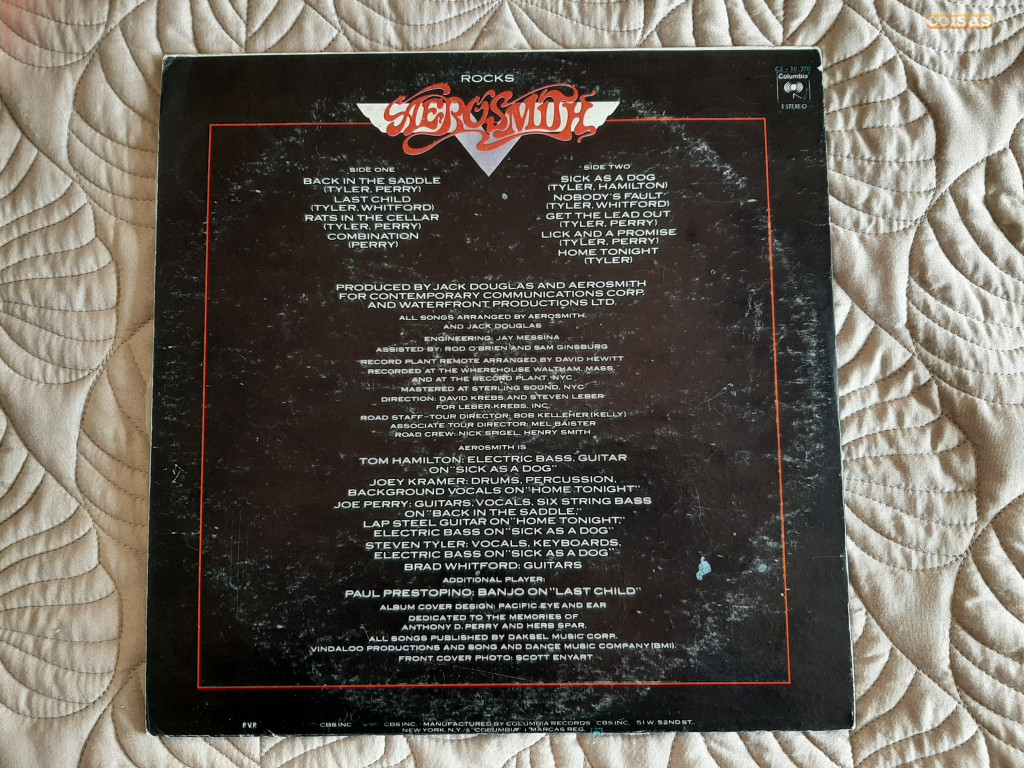 coisas
ROCKS
AEROSMITH
CS - 30.270
Columbia
ESTEREO
SIDE ONE
BACK IN THE SADDLE
(TYLER, PERRY)
LAST CHILD
(TYLER, WHITFORD)
RATS IN THE CELLAR
(TYLER, PERRY)
COMBINATION
(PERRY)
SIDE TWO
SICK AS A DOG
(TYLER, HAMILTON)
NOBODY'S FAULT
(TYLER, WHITFORD)
GET THE LEAD OUT
(TYLER, PERRY)
LICK AND A PROMISE
(TYLER, PERRY)
HOME TONIGHT
(TYLER)
PRODUCED BY JACK DOUGLAS AND AEROSMITH
FOR CONTEMPORARY COMMUNICATIONS CORP.
AND WATERFRONT PRODUCTIONS LTD.
ALL SONGS ARRANGED BY AEROSMITH
AND JACK DOUGLAS
ENGINEERING: JAY MESSINA
ASSISTED BY: ROD O'BRIEN AND SAM GINSBURG
RECORD PLANT REMOTE ARRANGED BY DAVID HEWITT
RECORDED AT THE WHEREHOUSE WALTHAM, MASS.
AND AT THE RECORD PLANT, NYC
MASTERED AT STERLING SOUND, NYC
DIRECTION: DAVID KREBS AND STEVEN LEBER
FOR LEBER-KREBS, INC.
ROAD STAFF-TOUR DIRECTOR: BOB KELLEHER (KELLY)
ASSOCIATE TOUR DIRECTOR: MEL BAISTER
ROAD CREW: NICK SPIGEL, HENRY SMITH
AEROSMITH IS
TOM HAMILTON: ELECTRIC BASS, GUITAR
ON "SICK AS A DOG"
JOEY KRAMER: DRUMS, PERCUSSION,
BACKGROUND VOCALS ON "HOME TONIGHT"
JOE PERRY: GUITARS, VOCALS, SIX STRING BASS
ON "BACK IN THE SADDLE,"
LAP STEEL GUITAR ON "HOME TONIGHT,"
ELECTRIC BASS ON "SICK AS A DOG"
STEVEN TYLER: VOCALS, KEYBOARDS,
ELECTRIC BASS ON "SICK AS A DOG"
BRAD WHITFORD: GUITARS
ADDITIONAL PLAYER:
PAUL PRESTOPINO: BANJO ON "LAST CHILD"
ALBUM COVER DESIGN: PACIFIC EYE AND EAR
DEDICATED TO THE MEMORIES OF
ANTHONY D. PERRY AND HERB SPAR.
ALL SONGS PUBLISHED BY DAKSEL MUSIC CORP.
VINDALOO PRODUCTIONS AND SONG AND DANCE MUSIC COMPANY (BMI).
FRONT COVER PHOTO: SCOTT ENYART
P.V.P.
CBS INC. CBS INC. MANUFACTURED BY COLUMBIA RECORDS CBS INC. 51 W. 52ND ST.,
NEW YORK, N.Y. "COLUMBIA" MARCAS REG.